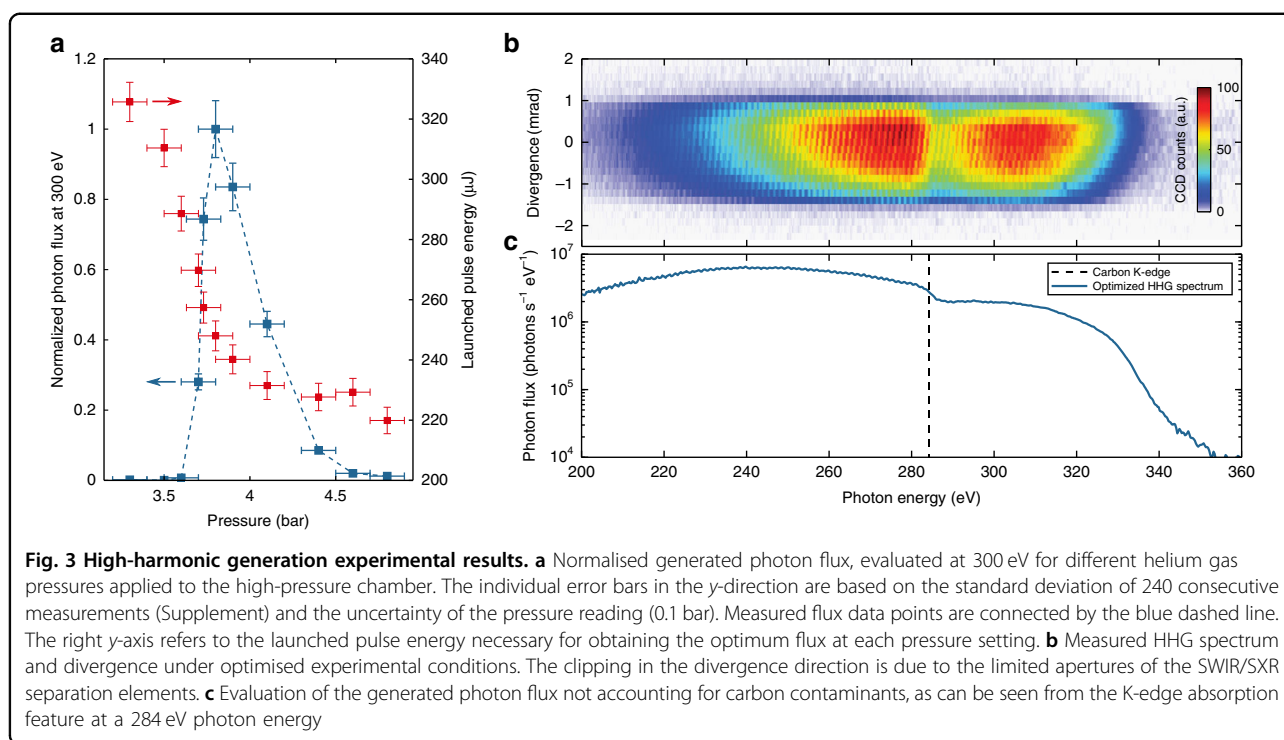 a
1.2
1
0.8
0.6
0.4
0.2
0
Normalized photon flux at 300 eV
340
320
300
280
260
240
220
200
Launched pulse energy (µJ)
3.5
4
4.5
Pressure (bar)
b
2
1
0
−1
−2
Divergence (mrad)
100
50
0
CCD counts (a.u.)
c
10⁷
10⁶
10⁵
10⁴
Photon flux (photons s⁻¹ eV⁻¹)
Carbon K-edge
Optimized HHG spectrum
200
220
240
260
280
300
320
340
360
Photon energy (eV)
Fig. 3 High-harmonic generation experimental results. a Normalised generated photon flux, evaluated at 300 eV for different helium gas
pressures applied to the high-pressure chamber. The individual error bars in the y-direction are based on the standard deviation of 240 consecutive
measurements (Supplement) and the uncertainty of the pressure reading (0.1 bar). Measured flux data points are connected by the blue dashed line.
The right y-axis refers to the launched pulse energy necessary for obtaining the optimum flux at each pressure setting. b Measured HHG spectrum
and divergence under optimised experimental conditions. The clipping in the divergence direction is due to the limited apertures of the SWIR/SXR
separation elements. c Evaluation of the generated photon flux not accounting for carbon contaminants, as can be seen from the K-edge absorption
feature at a 284 eV photon energy